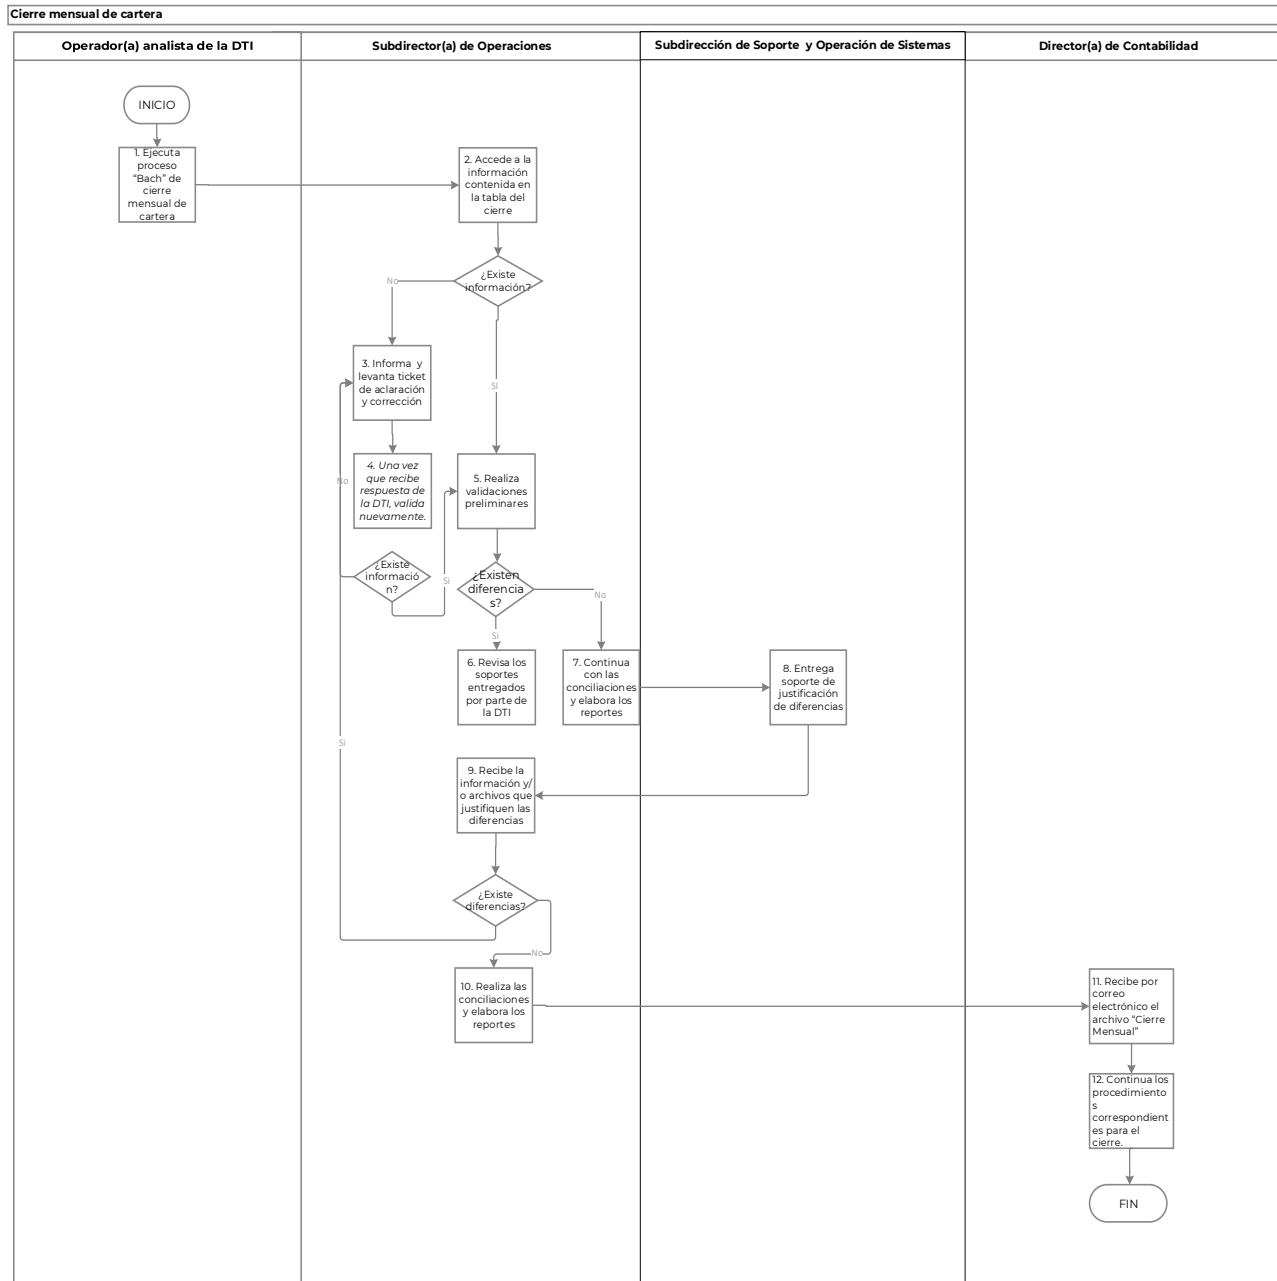 Cierre mensual de cartera
Operador(a) analista de la DTI
Subdirector(a) de Operaciones
Subdirección de Soporte y Operación de Sistemas
Director(a) de Contabilidad
INICIO
1. Ejecuta
proceso
“Bach” de
cierre
mensual de
cartera
2. Accede a la
información
contenida en
la tabla del
cierre
¿Existe
información?
No
SI
3. Informa y
levanta ticket
de aclaración
y corrección
4. Una vez
que recibe
respuesta de
la DTI, valida
nuevamente.
No
5. Realiza
validaciones
preliminares
¿Existe
informació
n?
Si
¿Existen
diferencia
s?
No
Si
6. Revisa los
soportes
entregados
por parte de
la DTI
7. Continua
con las
conciliaciones
y elabora los
reportes
8. Entrega
soporte de
justificación
de diferencias
Si
9. Recibe la
información y/
o archivos que
justifiquen las
diferencias
¿Existe
diferencias?
No
10. Realiza las
conciliaciones
y elabora los
reportes
11. Recibe por
correo
electrónico el
archivo “Cierre
Mensual”
12. Continua los
procedimiento
s
correspondient
es para el
cierre.
FIN